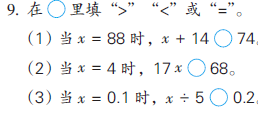 9. 在○里填“>”“<”或“=”。
(1) 当 x = 88 时，x + 14 ○ 74
(2) 当 x = 4 时，17x ○ 68。
(3) 当 x = 0.1 时，x ÷ 5 ○ 0.2